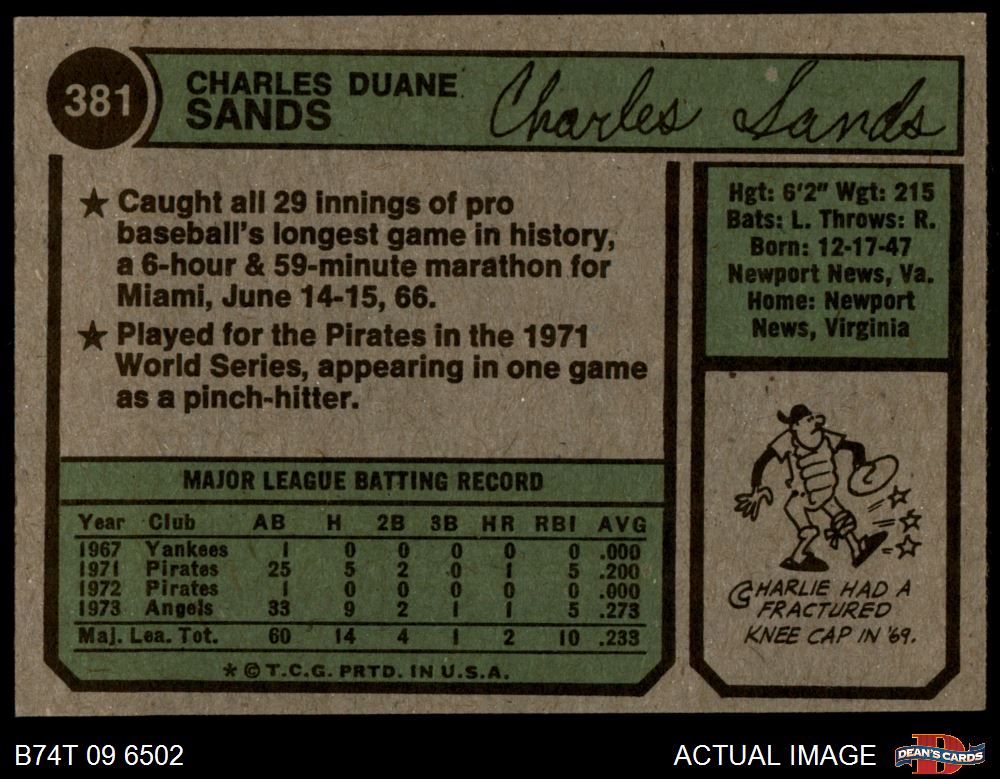 381
CHARLES DUANE
SANDS
Charles Sands
★ Caught all 29 innings of pro
baseball's longest game in history,
a 6-hour & 59-minute marathon for
Miami, June 14-15, 66.
★ Played for the Pirates in the 1971
World Series, appearing in one game
as a pinch-hitter.
Hgt: 6'2" Wgt: 215
Bats: L. Throws: R.
Born: 12-17-47
Newport News, Va.
Home: Newport
News, Virginia
MAJOR LEAGUE BATTING RECORD
Year Club AB H 2B 3B HR RBI AVG
1967 Yankees 1 0 0 0 0 0 .000
1971 Pirates 25 5 2 0 1 5 .200
1972 Pirates 1 0 0 0 0 0 .000
1973 Angels 33 9 2 1 1 5 .273
Maj. Lea. Tot. 60 14 4 1 2 10 .233
* © T.C.G. PRTD. IN U.S.A.
CHARLIE HAD A
FRACTURED
KNEE CAP IN '69.
B74T 09 6502
ACTUAL IMAGE
DEAN'S CARDS